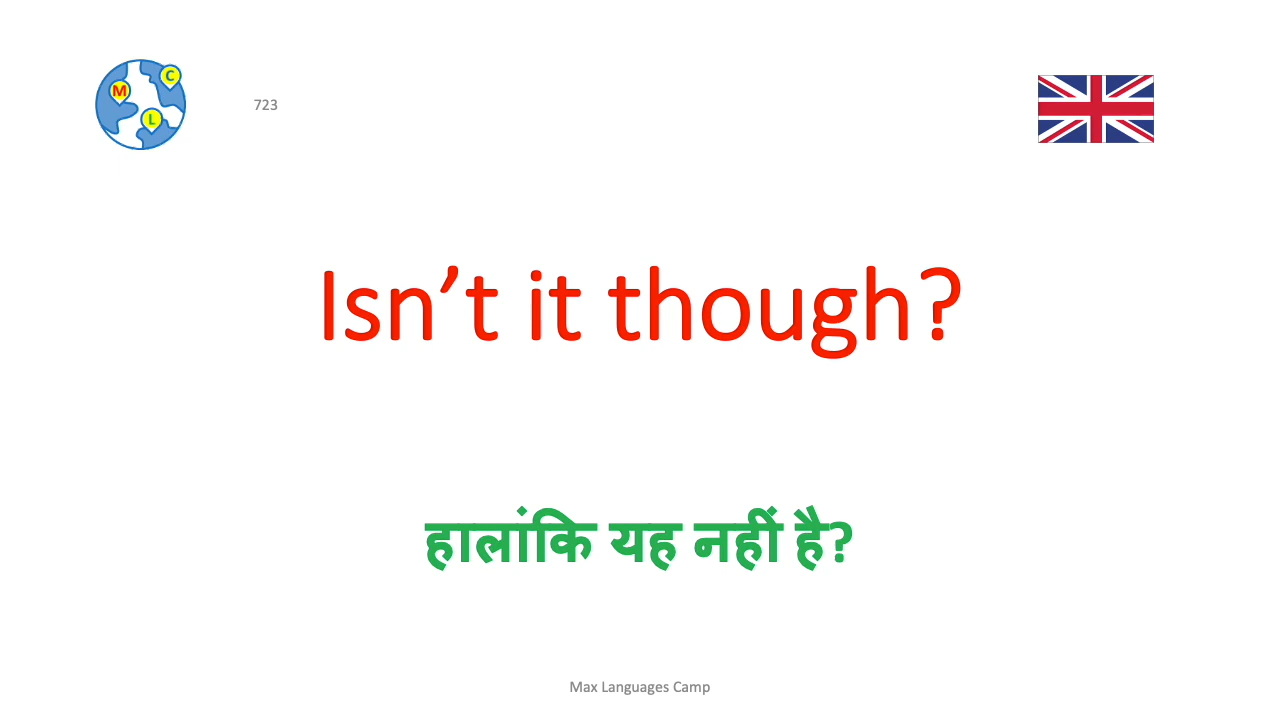 C
M
L
723
Isn’t it though?
हालांकि यह नहीं है?
Max Languages Camp